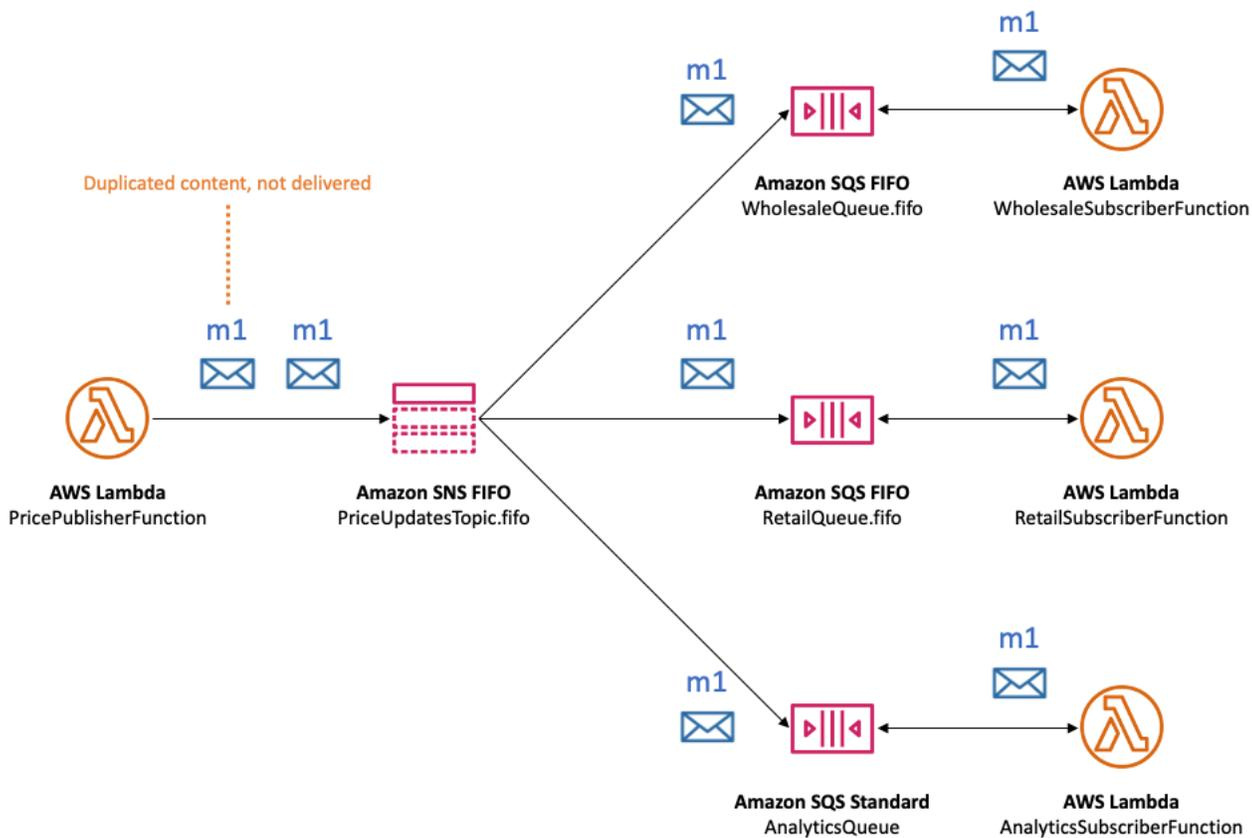 m1
m1
Amazon SQS FIFO
WholesaleQueue.fifo
AWS Lambda
WholesaleSubscriberFunction
Duplicated content, not delivered
m1
m1
m1
m1
AWS Lambda
PricePublisherFunction
Amazon SNS FIFO
PriceUpdatesTopic.fifo
Amazon SQS FIFO
RetailQueue.fifo
AWS Lambda
RetailSubscriberFunction
m1
m1
Amazon SQS Standard
AnalyticsQueue
AWS Lambda
AnalyticsSubscriberFunction